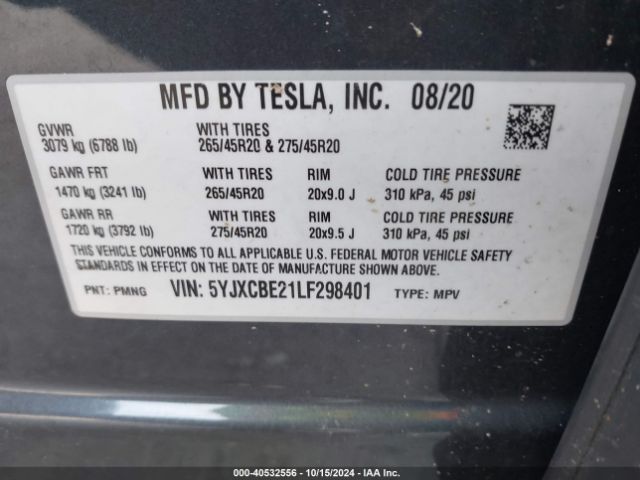 MFD BY TESLA, INC. 08/20
GVWR WITH TIRES
3079 kg (6788 lb) 265/45R20 & 275/45R20
GAWR FRT WITH TIRES RIM COLD TIRE PRESSURE
1470 kg (3241 lb) 265/45R20 20x9.0 J 310 kPa, 45 psi
GAWR RR WITH TIRES RIM COLD TIRE PRESSURE
1720 kg (3792 lb) 275/45R20 20x9.5 J 310 kPa, 45 psi
THIS VEHICLE CONFORMS TO ALL APPLICABLE U.S. FEDERAL MOTOR VEHICLE SAFETY
STANDARDS IN EFFECT ON THE DATE OF MANUFACTURE SHOWN ABOVE.
PNT: PMNG VIN: 5YJXCBE21LF298401 TYPE: MPV
000-40532556 - 10/15/2024 - IAA Inc.